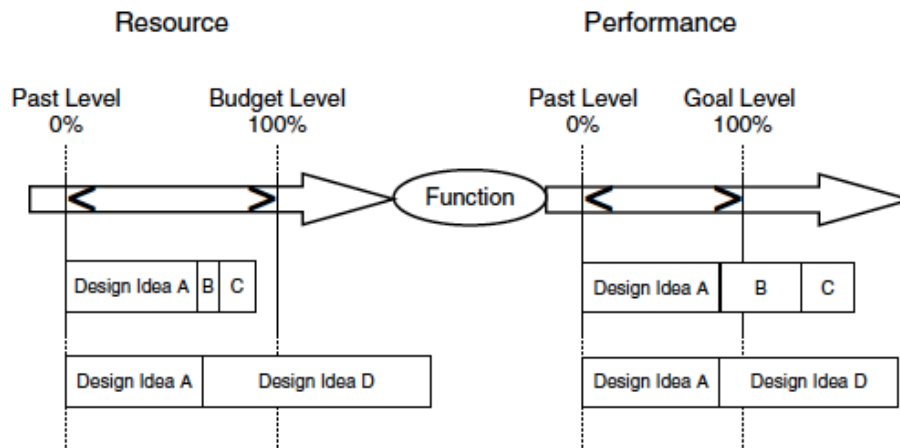 Resource
Performance
Past Level
0%
Budget Level
100%
Past Level
0%
Goal Level
100%
< >
Function
< >
Design Idea A B C
Design Idea A B C
Design Idea A Design Idea D
Design Idea A Design Idea D